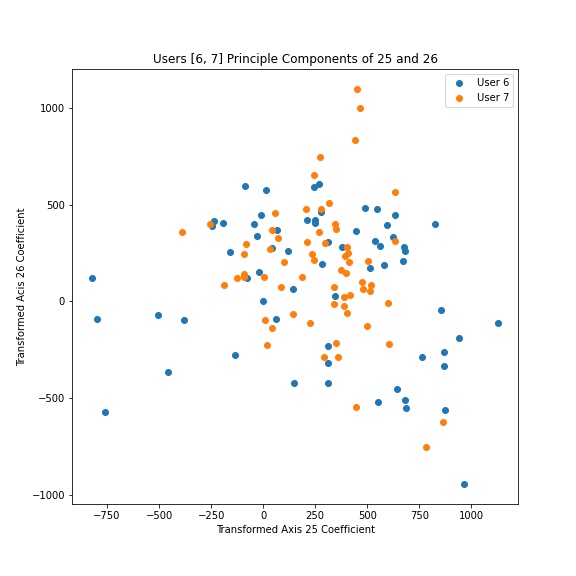 Users [6, 7] Principle Components of 25 and 26
User 6
User 7
Transformed Acis 26 Coefficient
1000
500
0
−500
−1000
−750
−500
−250
0
250
500
750
1000
Transformed Axis 25 Coefficient